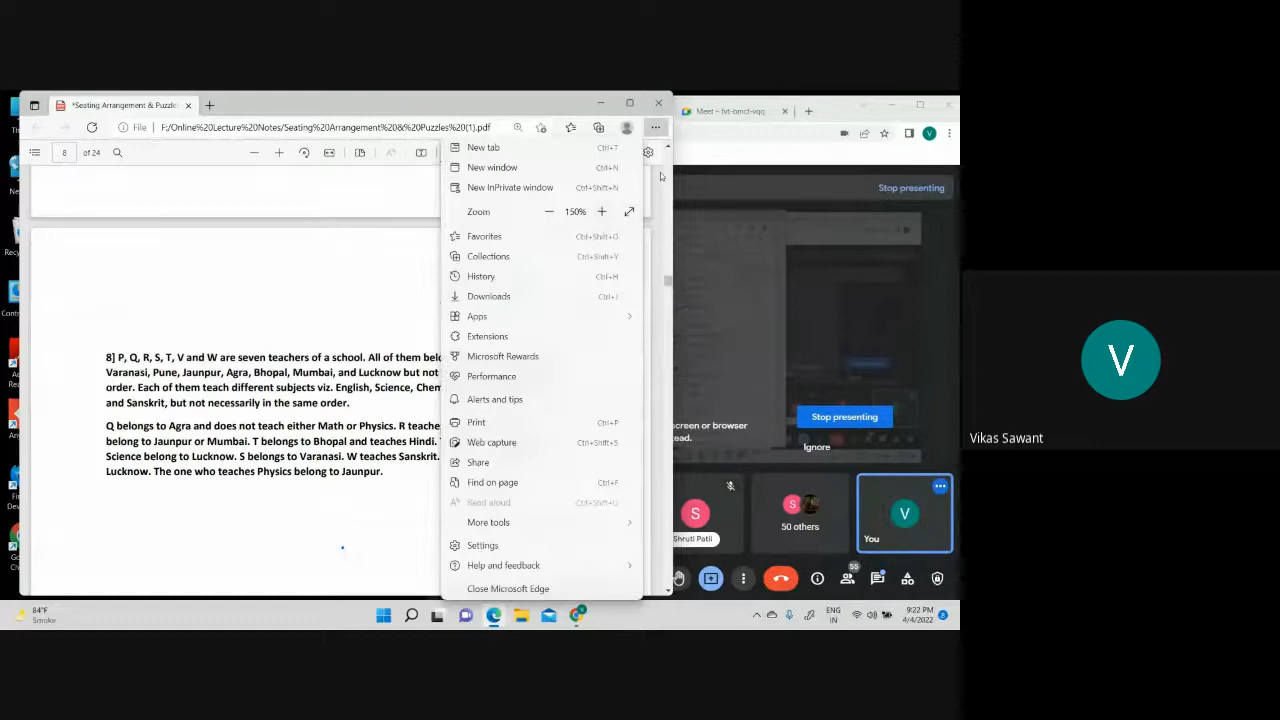 *Seating Arrangement & Puzzles
Meet – fvt-bmcf-vqq
File
F:/Online%20Lecture%20Notes/Seating%20Arrangement%20&%20Puzzles%20(1).pdf
8
of 24
New tab Ctrl+T
New window Ctrl+N
New InPrivate window Ctrl+Shift+N
Zoom 150%
Favorites Ctrl+Shift+O
Collections Ctrl+Shift+Y
History Ctrl+H
Downloads Ctrl+J
Apps
Extensions
Microsoft Rewards
Performance
Alerts and tips
Print Ctrl+P
Web capture Ctrl+Shift+S
Share
Find on page Ctrl+F
Read aloud Ctrl+Shift+U
More tools
Settings
Help and feedback
Close Microsoft Edge
8] P, Q, R, S, T, V and W are seven teachers of a school. All of them
Varanasi, Pune, Jaunpur, Agra, Bhopal, Mumbai, and Lucknow but not
order. Each of them teach different subjects viz. English, Science,
and Sanskrit, but not necessarily in the same order.
Q belongs to Agra and does not teach either Math or Physics. R
belong to Jaunpur or Mumbai. T belongs to Bhopal and teaches Hindi.
Science belong to Lucknow. S belongs to Varanasi. W teaches Sanskrit.
Lucknow. The one who teaches Physics belong to Jaunpur.
Stop presenting
screen or browser
Stop presenting
Ignore
S
Shruti Patil
S
50 others
V
You
55
V
V
Vikas Sawant
84°F
Smoke
ENG
IN
9:22 PM
4/4/2022